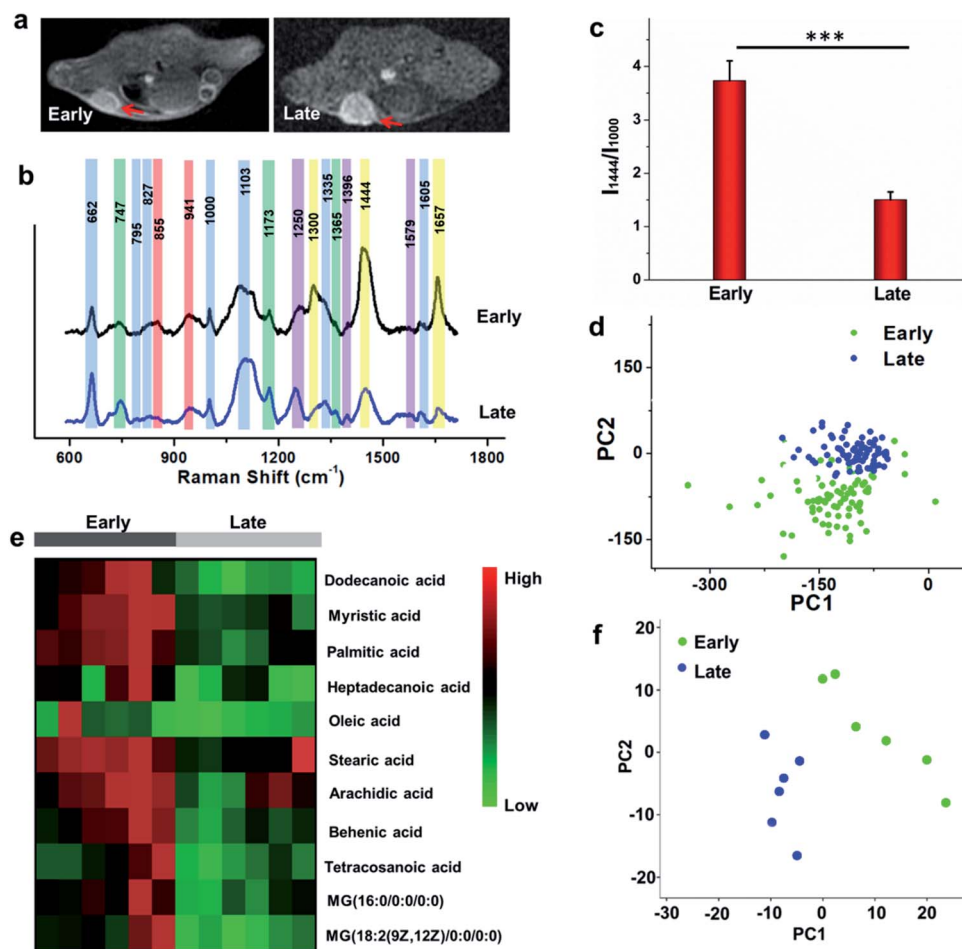 a
Early
Late
b
662
747
795
827
855
941
1000
1103
1173
1250
1300
1335
1365
1396
1444
1579
1605
1657
Early
Late
600 900 1200 1500 1800
Raman Shift (cm⁻¹)
c
***
I1444/I1000
4
3
2
1
0
Early Late
d
Early
Late
PC2
150
0
-150
-300 -150 0
PC1
e
Early Late
High
Low
Dodecanoic acid
Myristic acid
Palmitic acid
Heptadecanoic acid
Oleic acid
Stearic acid
Arachidic acid
Behenic acid
Tetracosanoic acid
MG(16:0/0:0/0:0)
MG(18:2(9Z,12Z)/0:0/0:0)
f
Early
Late
PC2
20
10
0
-10
-20
-30 -20 -10 0 10 20
PC1